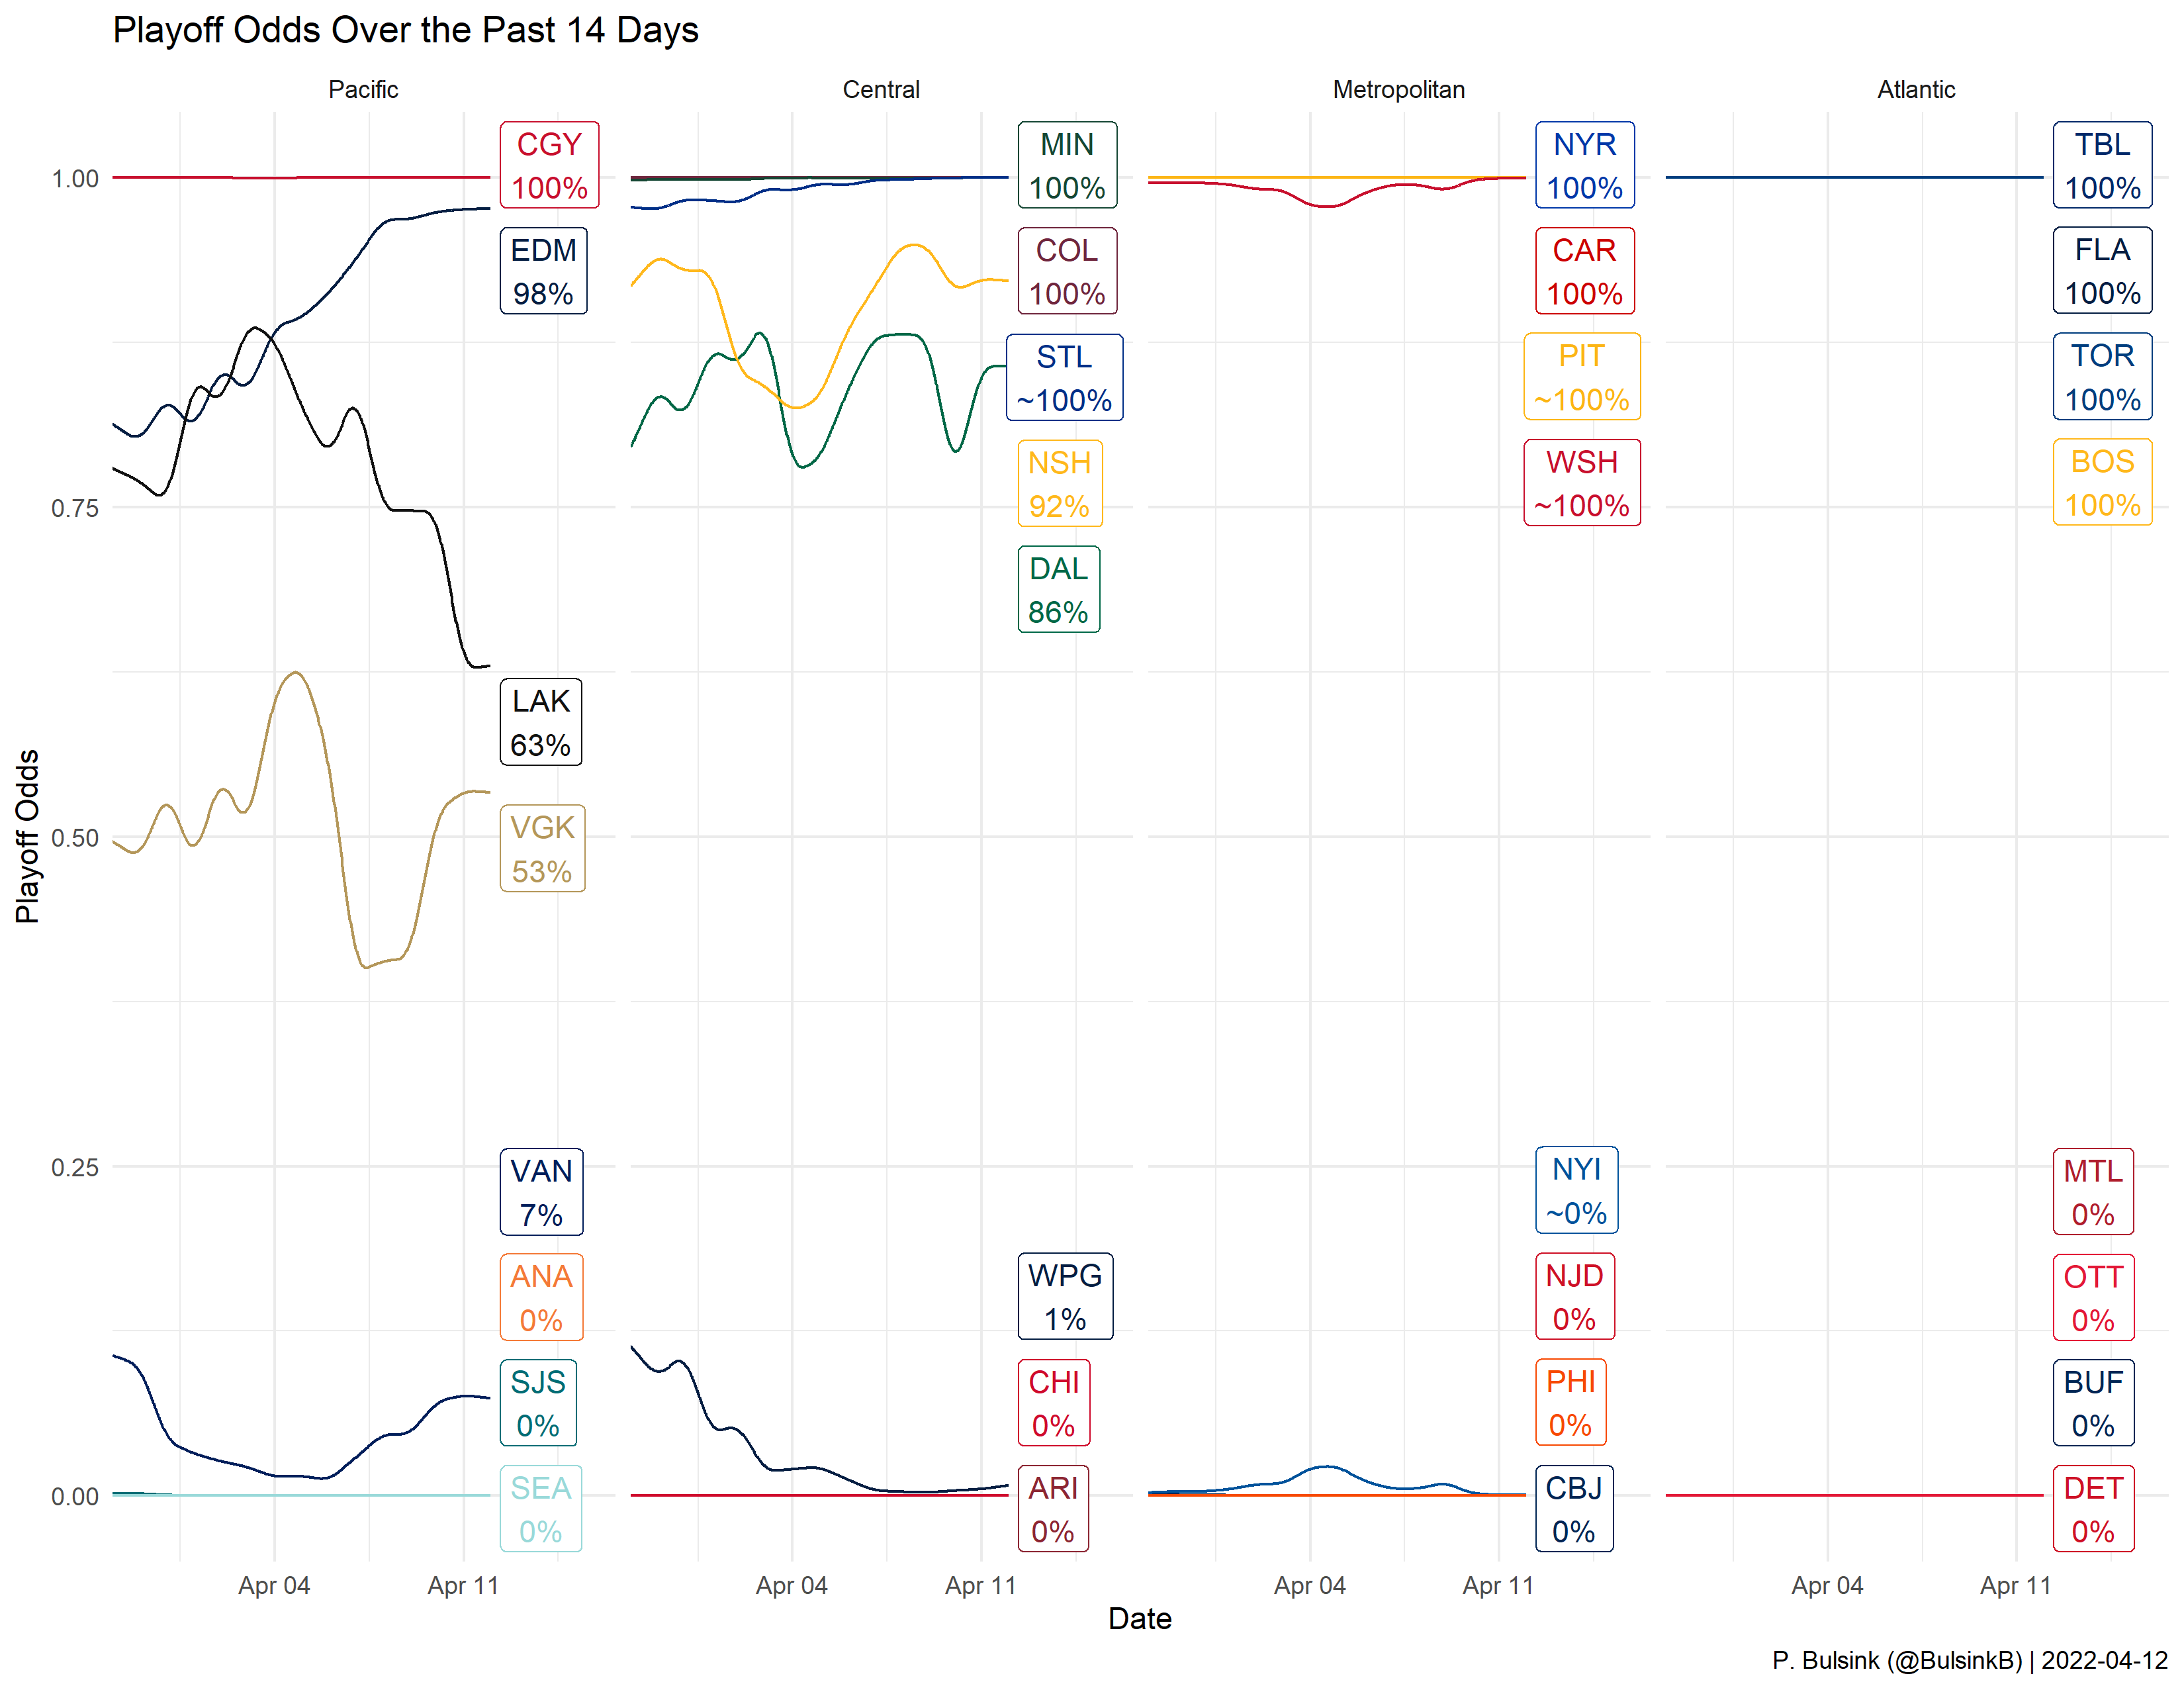 Playoff Odds Over the Past 14 Days
Pacific
Central
Metropolitan
Atlantic
Playoff Odds
1.00
0.75
0.50
0.25
0.00
CGY
100%
EDM
98%
LAK
63%
VGK
53%
VAN
7%
ANA
0%
SJS
0%
SEA
0%
MIN
100%
COL
100%
STL
~100%
NSH
92%
DAL
86%
WPG
1%
CHI
0%
ARI
0%
NYR
100%
CAR
100%
PIT
~100%
WSH
~100%
NYI
~0%
NJD
0%
PHI
0%
CBJ
0%
TBL
100%
FLA
100%
TOR
100%
BOS
100%
MTL
0%
OTT
0%
BUF
0%
DET
0%
Apr 04
Apr 11
Apr 04
Apr 11
Apr 04
Apr 11
Apr 04
Apr 11
Date
P. Bulsink (@BulsinkB) | 2022-04-12